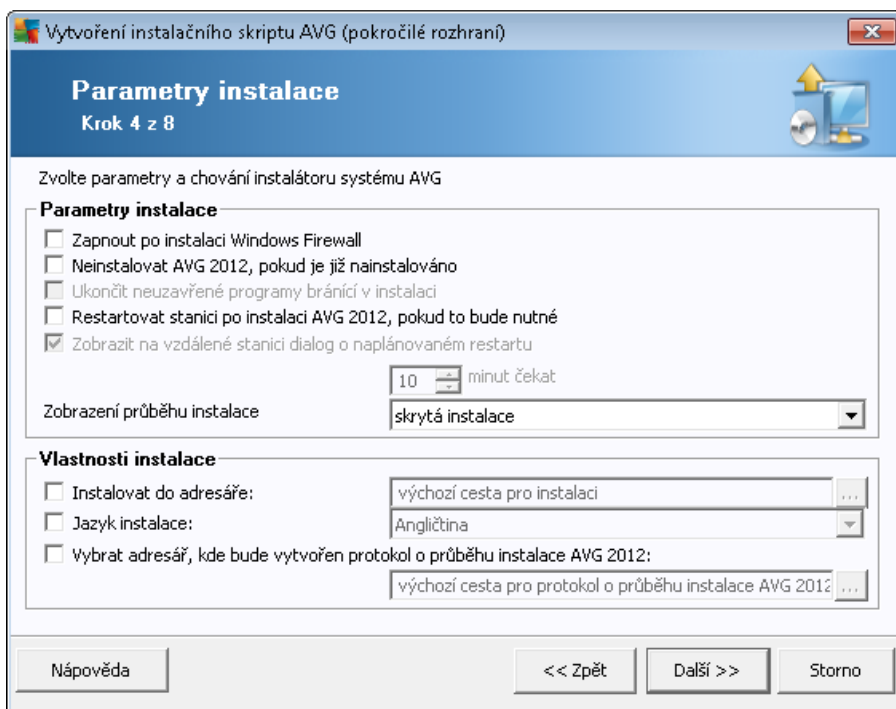 Vytvoření instalačního skriptu AVG (pokročilé rozhraní)
Parametry instalace
Krok 4 z 8
Zvolte parametry a chování instalátoru systému AVG
Parametry instalace
Zapnout po instalaci Windows Firewall
Neinstalovat AVG 2012, pokud je již nainstalováno
Ukončit neuzavřené programy bránící v instalaci
Restartovat stanici po instalaci AVG 2012, pokud to bude nutné
Zobrazit na vzdálené stanici dialog o naplánovaném restartu
10 minut čekat
Zobrazení průběhu instalace skrytá instalace
Vlastnosti instalace
Instalovat do adresáře: výchozí cesta pro instalaci ...
Jazyk instalace: Angličtina
Vybrat adresář, kde bude vytvořen protokol o průběhu instalace AVG 2012:
výchozí cesta pro protokol o průběhu instalace AVG 2012 ...
Nápověda << Zpět Další >> Storno